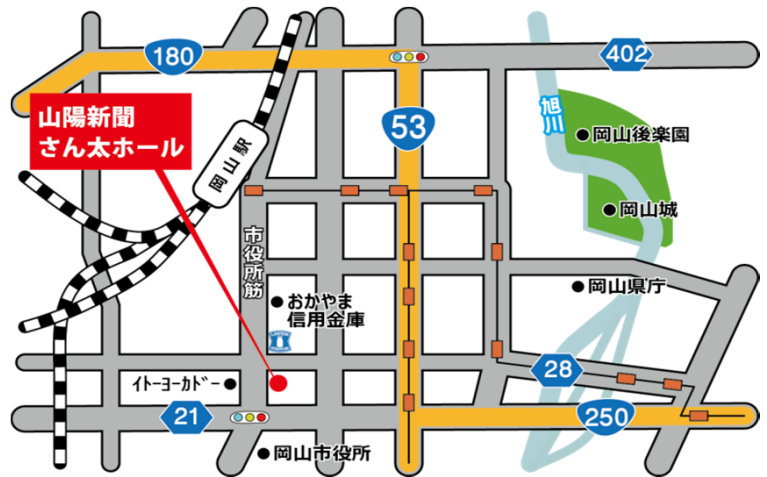 180
402
山陽新聞
さん太ホール
53
旭川
岡山後楽園
岡山駅
岡山城
市役所筋
おかやま
信用金庫
岡山県庁
LAWSON
ｲﾄｰﾖｰｶﾄﾞｰ
28
21
250
岡山市役所